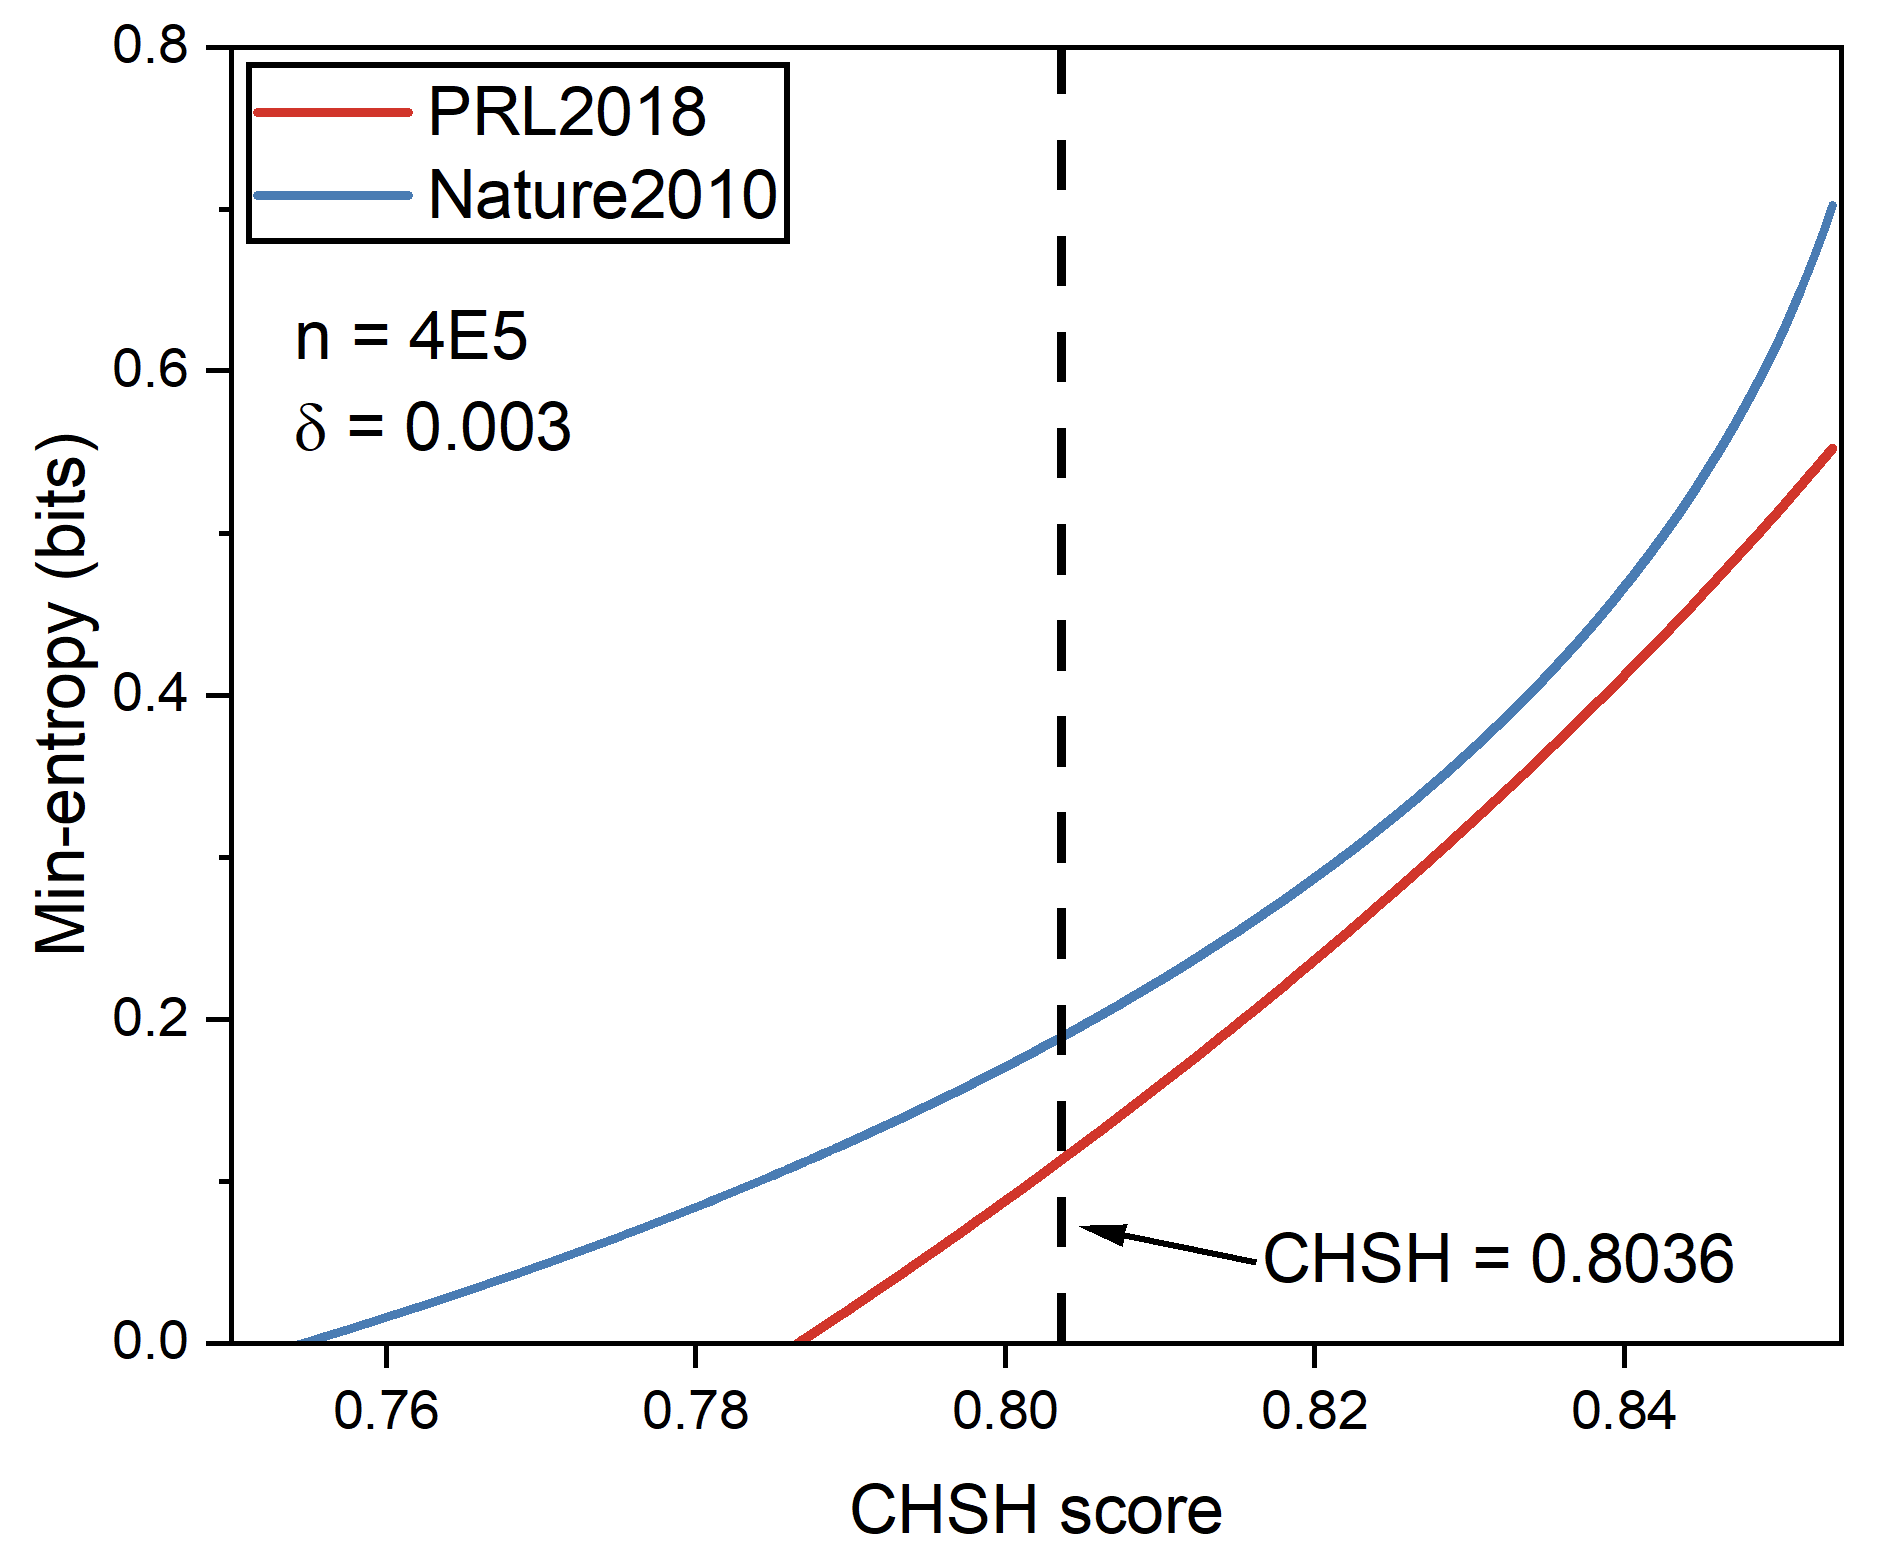 PRL2018
Nature2010
n = 4E5
δ = 0.003
CHSH = 0.8036
Min-entropy (bits)
0.8
0.6
0.4
0.2
0.0
0.76 0.78 0.80 0.82 0.84
CHSH score